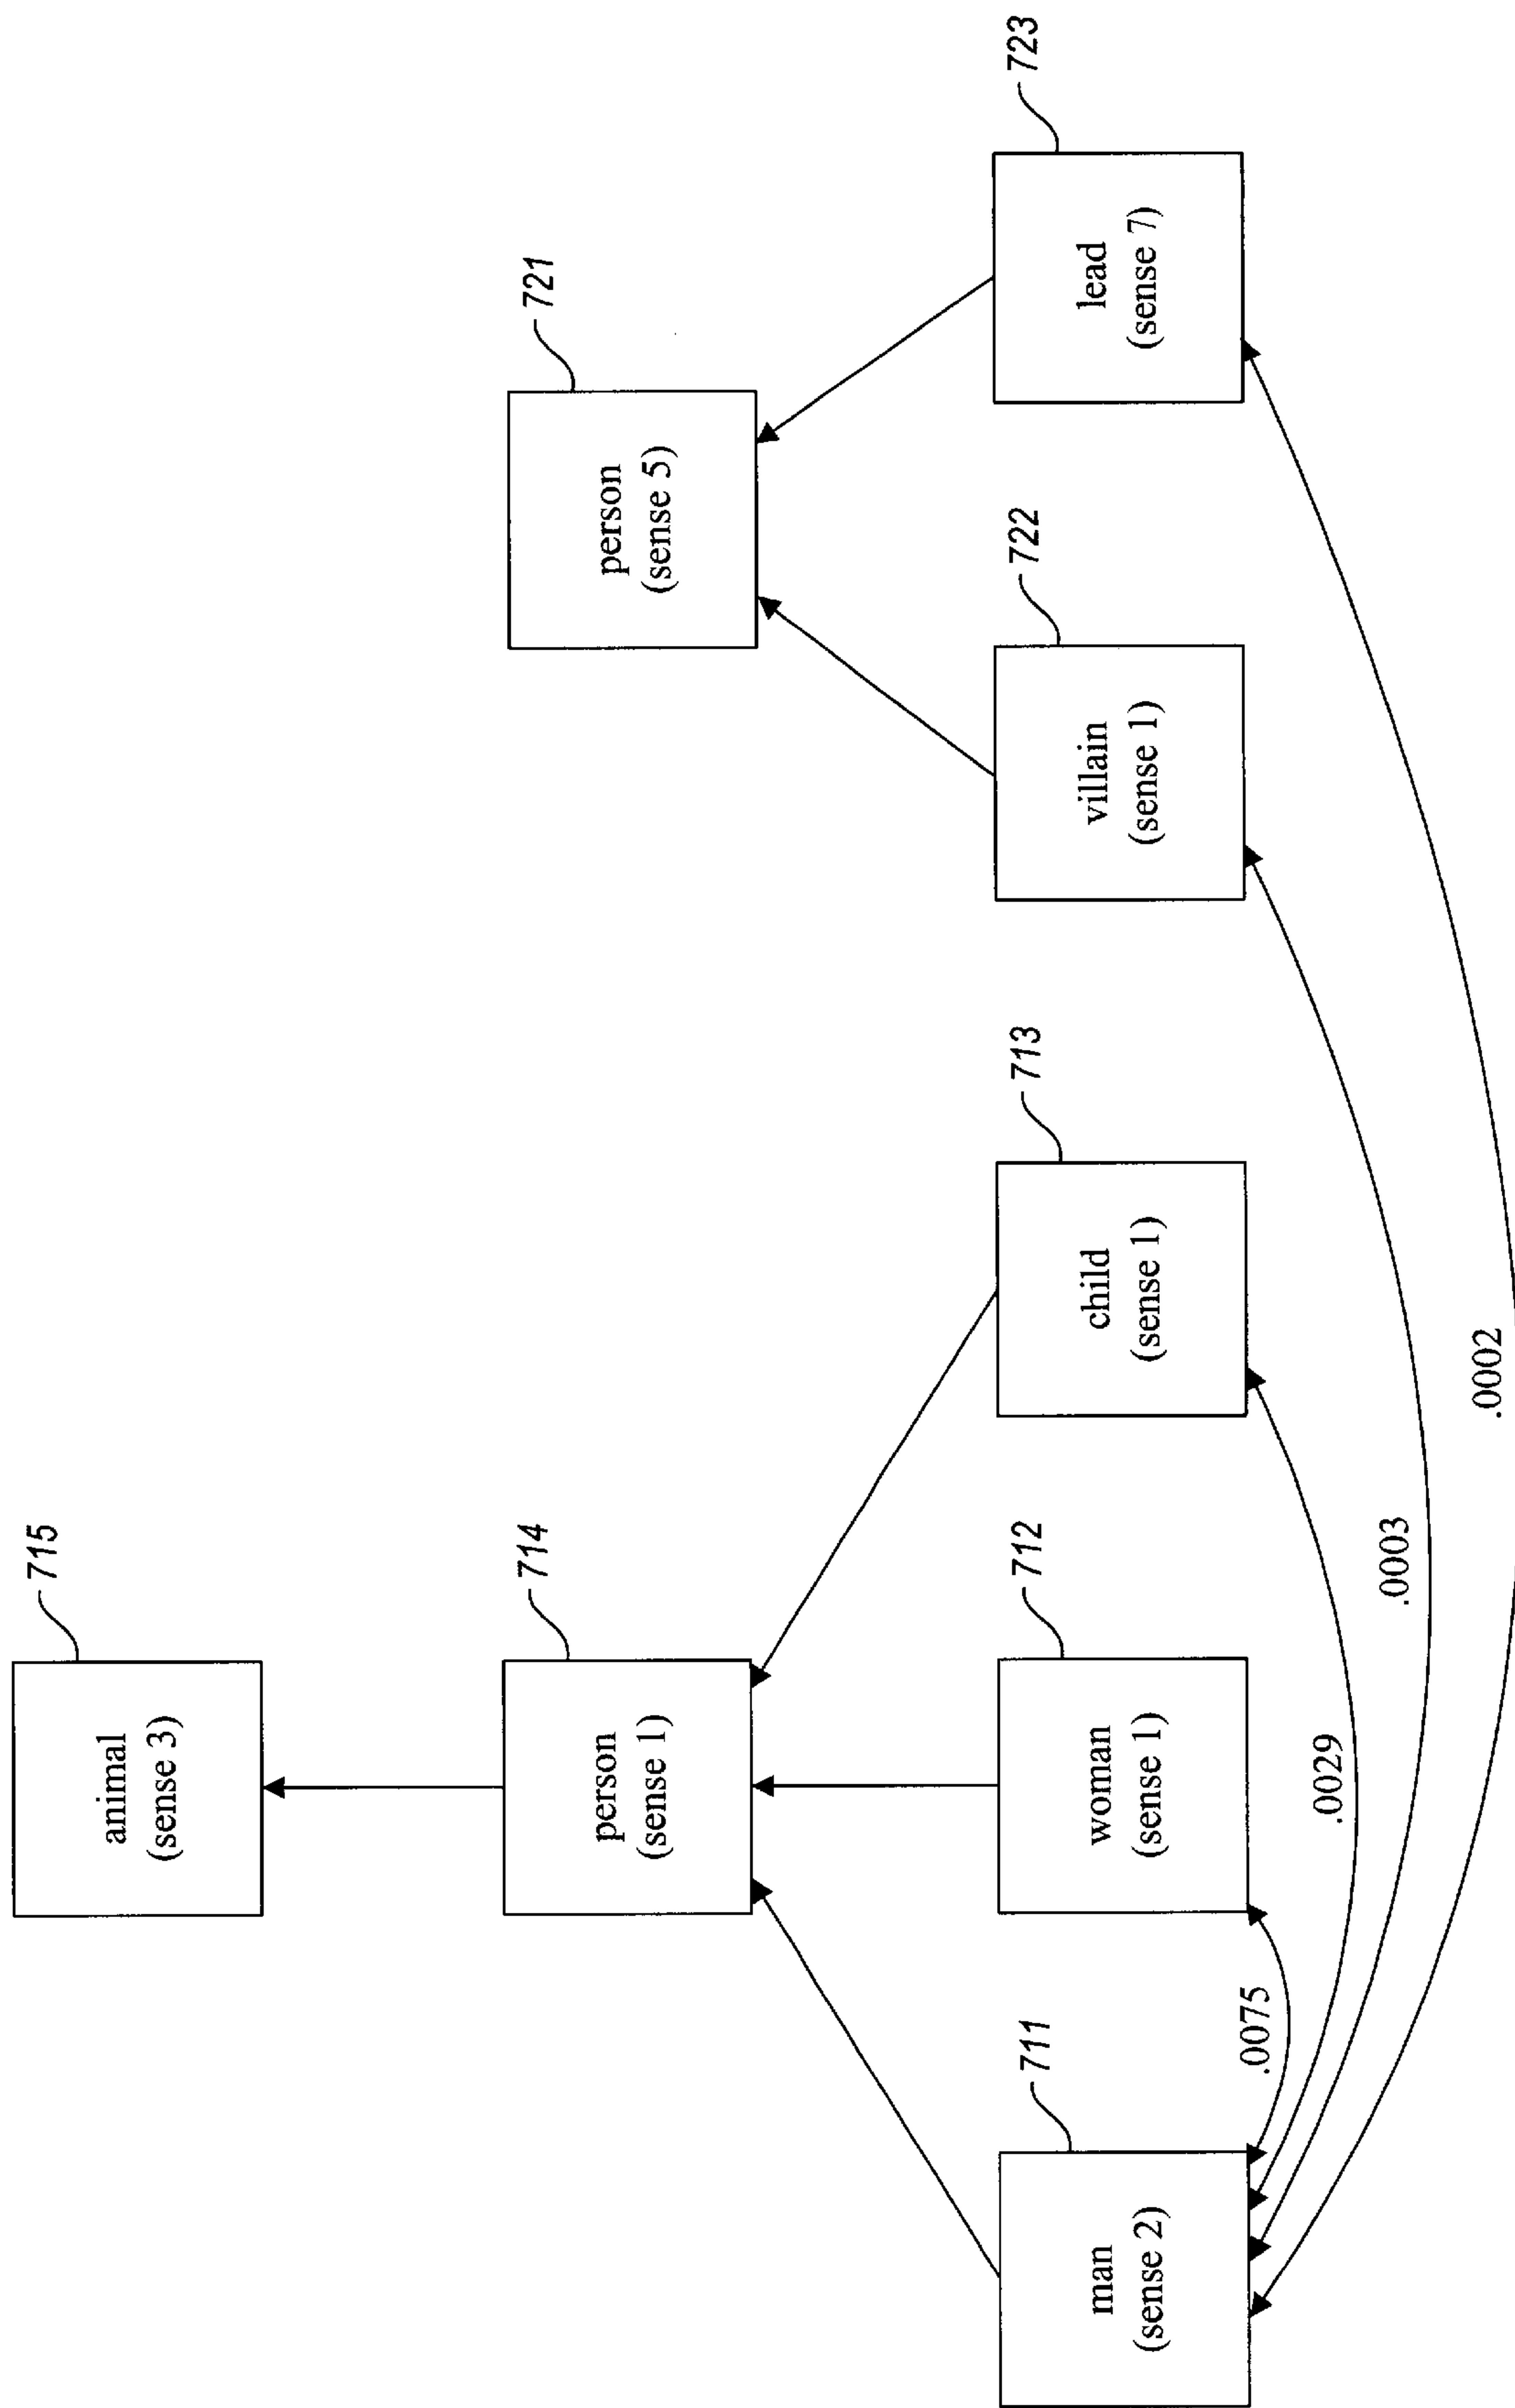 715
animal
(sense 3)
714
person
(sense 1)
721
person
(sense 5)
711
man
(sense 2)
712
woman
(sense 1)
713
child
(sense 1)
722
villain
(sense 1)
723
lead
(sense 7)
.0075
.0029
.0003
.0002